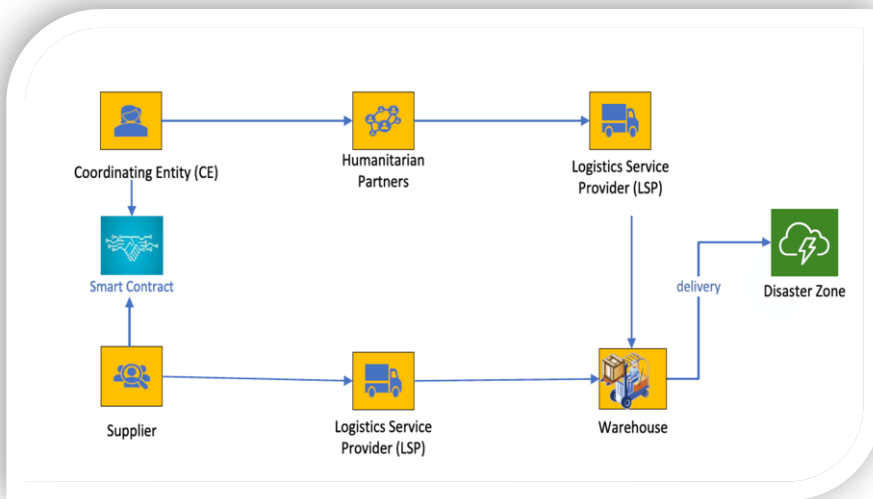 Coordinating Entity (CE)
Humanitarian
Partners
Logistics Service
Provider (LSP)
Smart Contract
delivery
Disaster Zone
Supplier
Logistics Service
Provider (LSP)
Warehouse